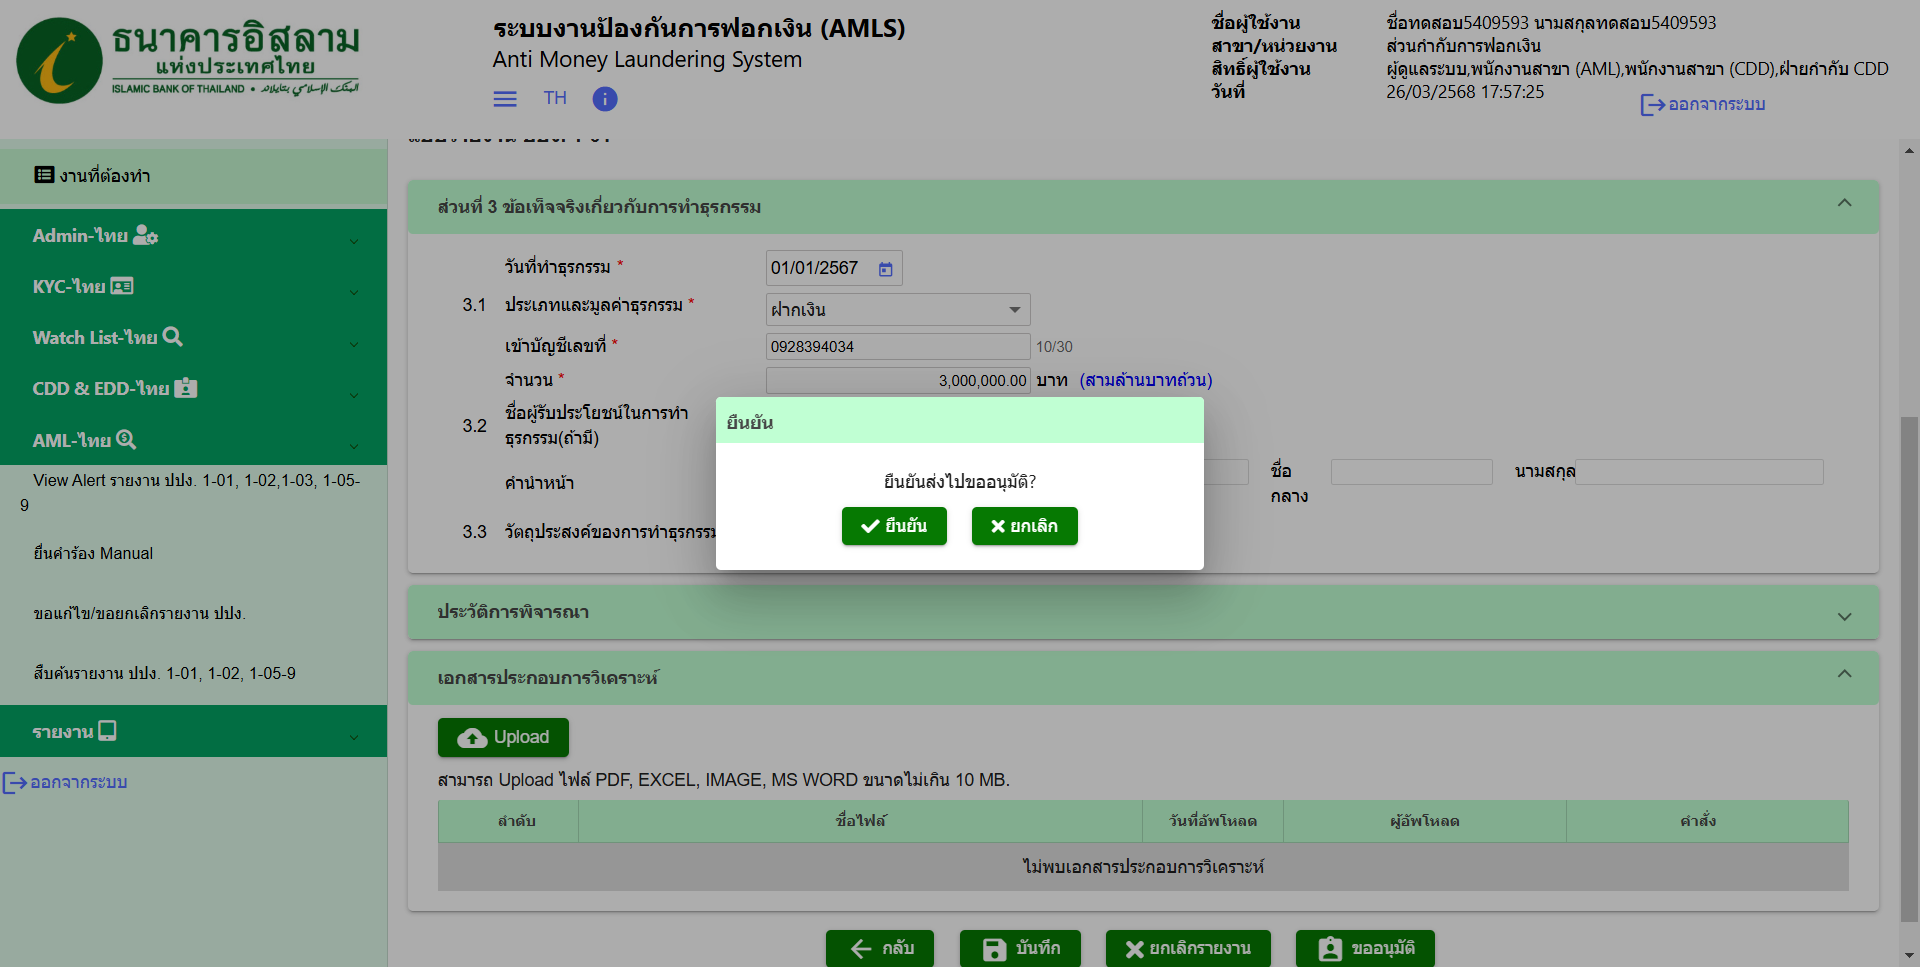 ธนาคารอิสลาม
แห่งประเทศไทย
ISLAMIC BANK OF THAILAND •
ระบบงานป้องกันการฟอกเงิน (AMLS)
Anti Money Laundering System
TH
ชื่อผู้ใช้งาน ชื่อทดสอบ5409593 นามสกุลทดสอบ5409593
สาขา/หน่วยงาน ส่วนกำกับการฟอกเงิน
สิทธิ์ผู้ใช้งาน ผู้ดูแลระบบ,พนักงานสาขา (AML),พนักงานสาขา (CDD),ฝ่ายกำกับ CDD
วันที่ 26/03/2568 17:57:25
ออกจากระบบ
งานที่ต้องทำ
Admin-ไทย
KYC-ไทย
Watch List-ไทย
CDD & EDD-ไทย
AML-ไทย
View Alert รายงาน ปปง. 1-01, 1-02,1-03, 1-05-
9
ยื่นคำร้อง Manual
ขอแก้ไข/ขอยกเลิกรายงาน ปปง.
สืบค้นรายงาน ปปง. 1-01, 1-02, 1-05-9
รายงาน
ออกจากระบบ
ส่วนที่ 3 ข้อเท็จจริงเกี่ยวกับการทำธุรกรรม
วันที่ทำธุรกรรม * 01/01/2567
3.1 ประเภทและมูลค่าธุรกรรม * ฝากเงิน
เข้าบัญชีเลขที่ * 0928394034 10/30
จำนวน * 3,000,000.00 บาท (สามล้านบาทถ้วน)
3.2 ชื่อผู้รับประโยชน์ในการทำ
ธุรกรรม(ถ้ามี)
คำนำหน้า ชื่อ
กลาง นามสกุล
3.3 วัตถุประสงค์ของการทำธุรกรรม
ยืนยัน
ยืนยันส่งไปขออนุมัติ?
ยืนยัน ยกเลิก
ประวัติการพิจารณา
เอกสารประกอบการวิเคราะห์
Upload
สามารถ Upload ไฟล์ PDF, EXCEL, IMAGE, MS WORD ขนาดไม่เกิน 10 MB.
ลำดับ ชื่อไฟล์ วันที่อัพโหลด ผู้อัพโหลด คำสั่ง
ไม่พบเอกสารประกอบการวิเคราะห์
กลับ บันทึก ยกเลิกรายงาน ขออนุมัติ